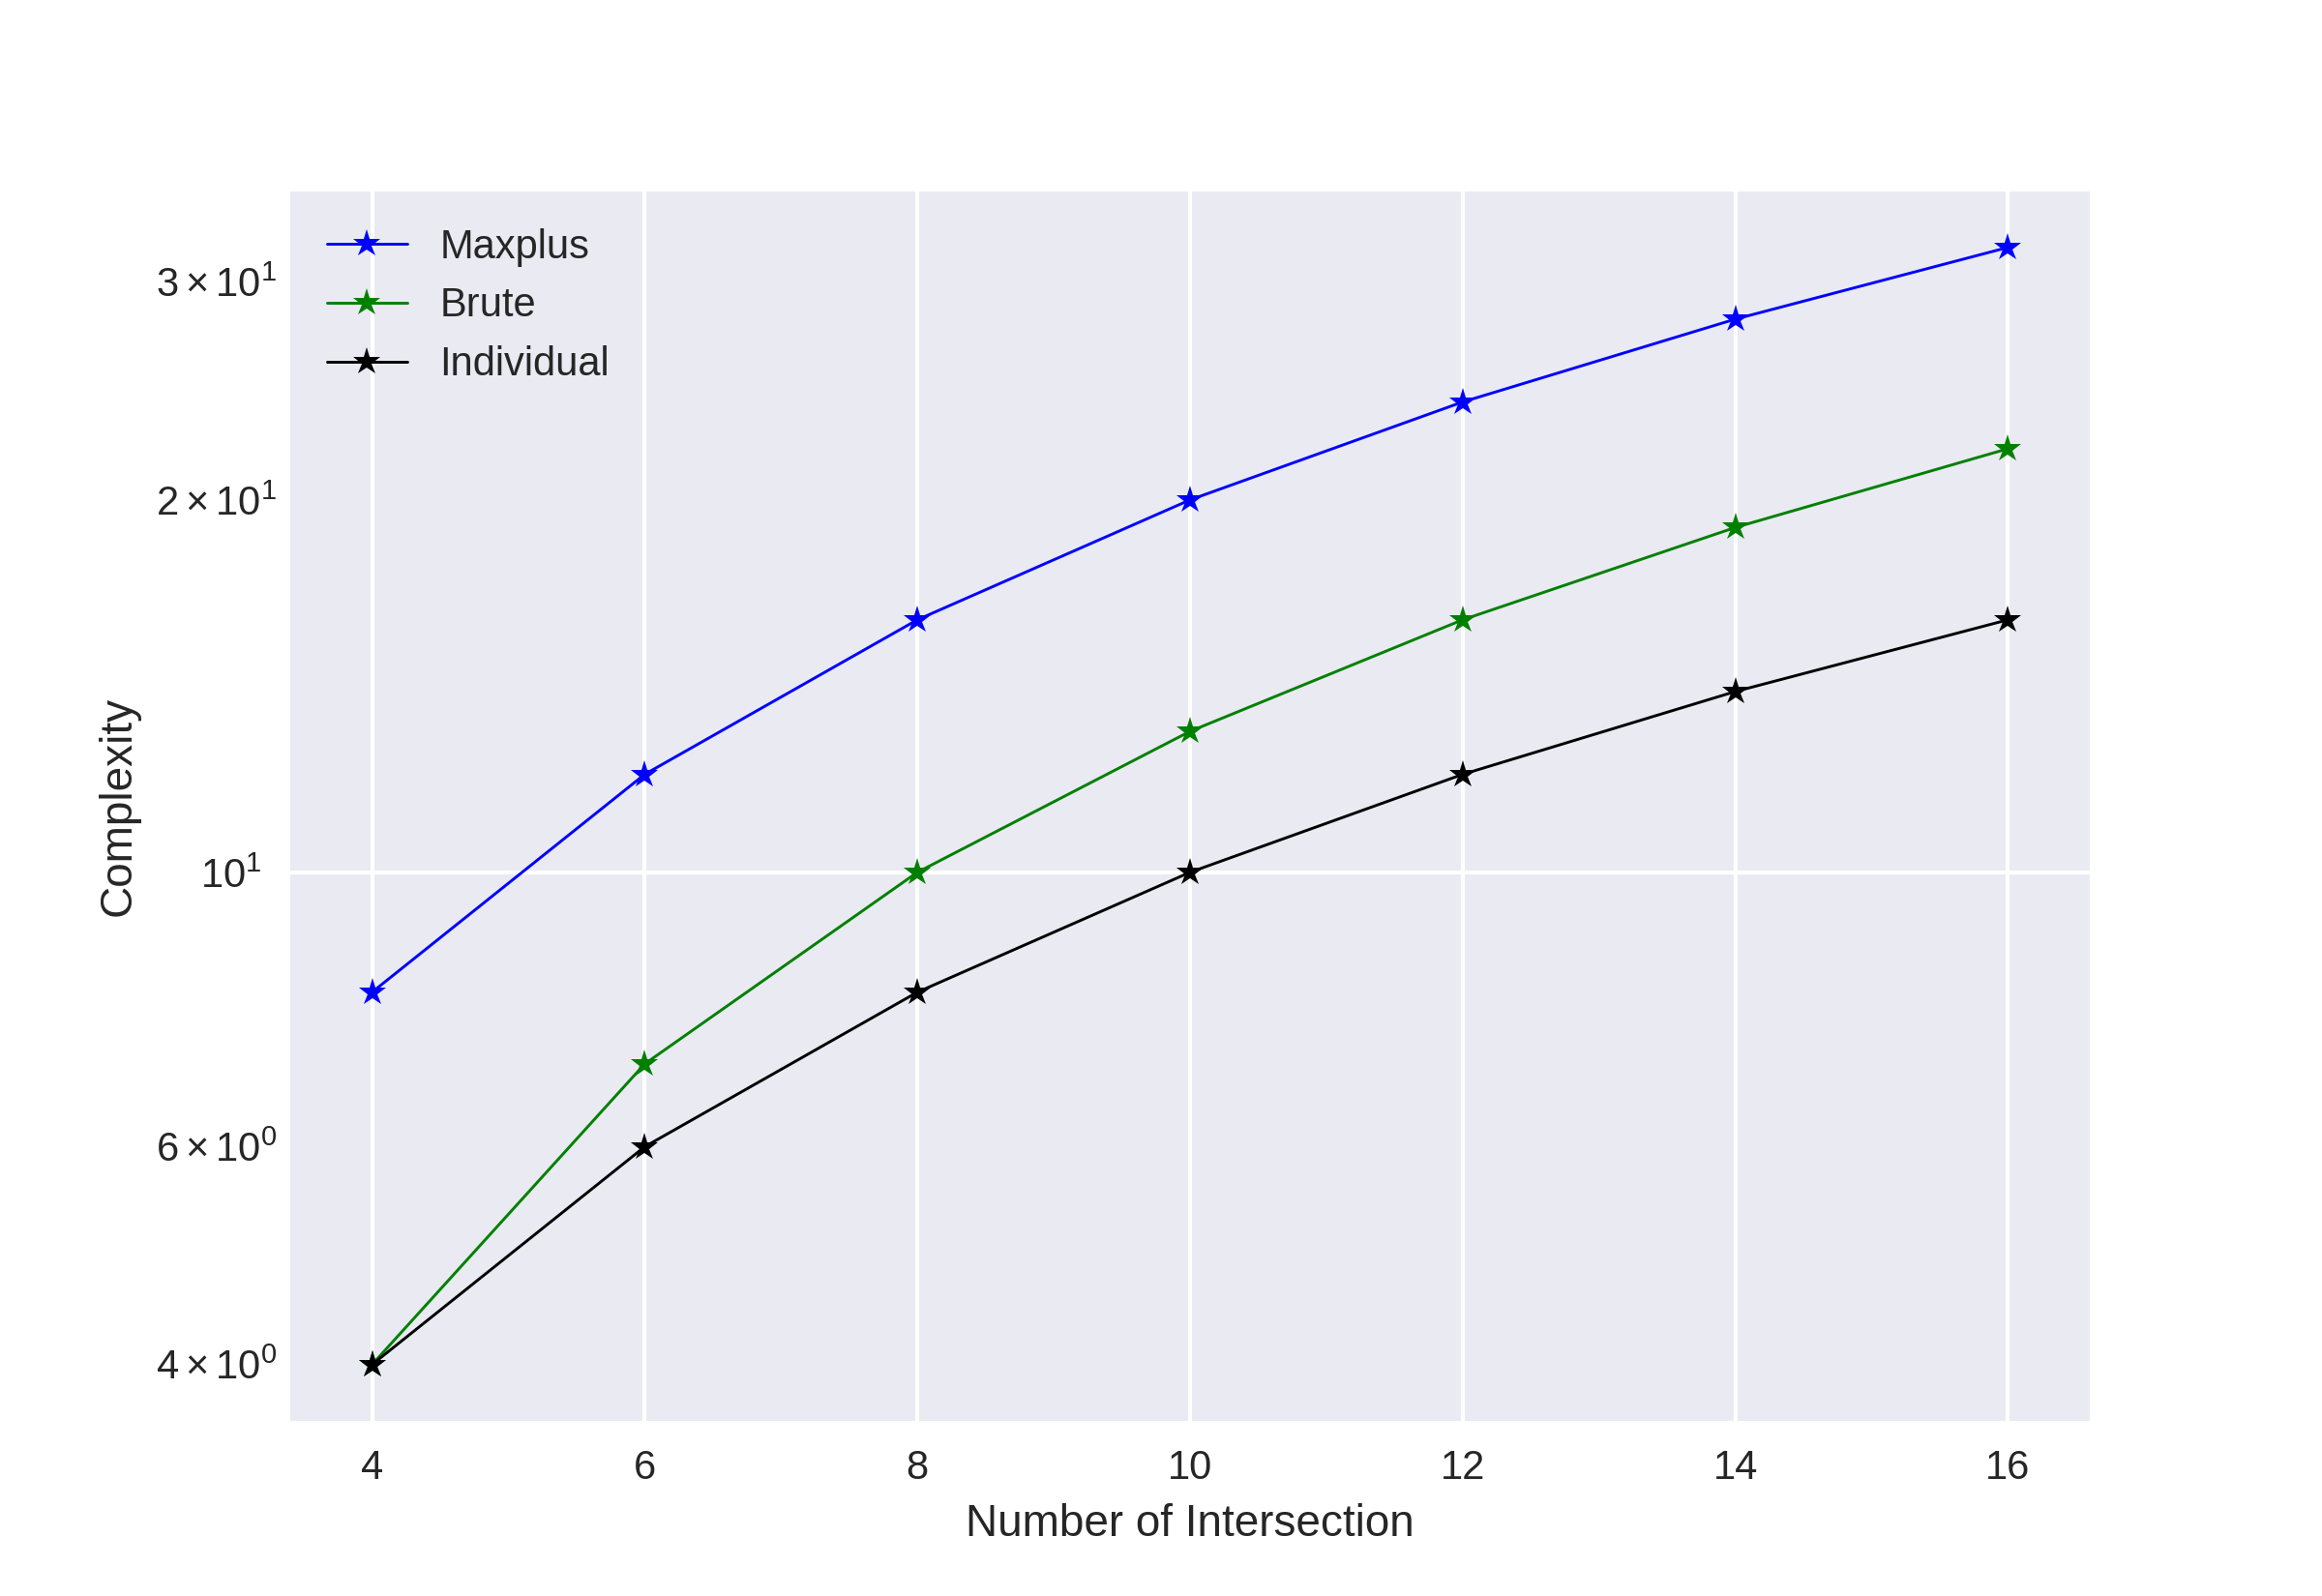 Maxplus
Brute
Individual
3 × 10¹
2 × 10¹
10¹
6 × 10⁰
4 × 10⁰
Complexity
4 6 8 10 12 14 16
Number of Intersection